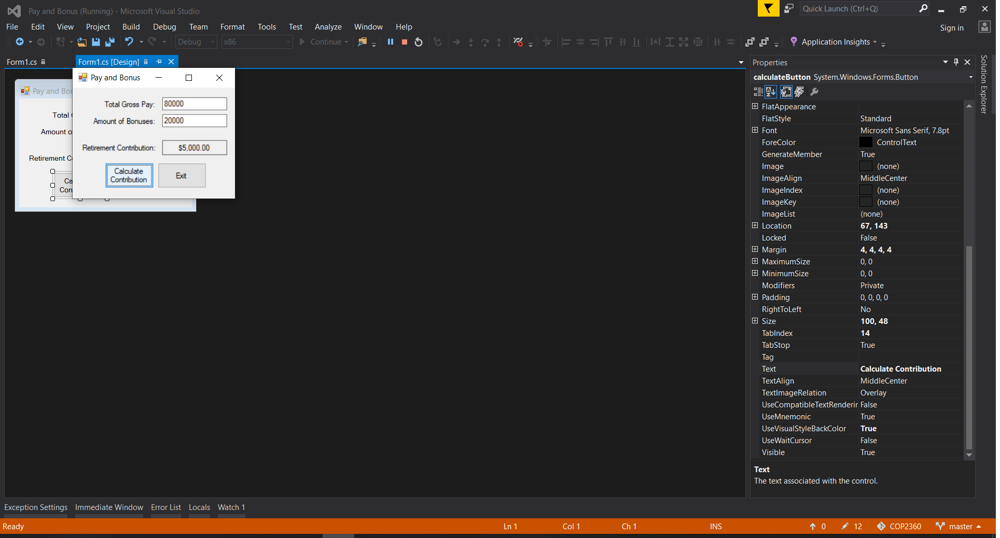 Pay and Bonus (Running) - Microsoft Visual Studio
Quick Launch (Ctrl+Q)
File Edit View Project Build Debug Team Format Tools Test Analyze Window Help
Sign in
Debug x86 Continue Application Insights
Form1.cs
Form1.cs [Design]
Pay and Bo
Total
Amount o
Retirement C
Ca
Con
Pay and Bonus
Total Gross Pay: 80000
Amount of Bonuses: 20000
Retirement Contribution: $5,000.00
Calculate
Contribution
Exit
Properties
calculateButton System.Windows.Forms.Button
FlatAppearance
FlatStyle Standard
Font Microsoft Sans Serif, 7.8pt
ForeColor ControlText
GenerateMember True
Image (none)
ImageAlign MiddleCenter
ImageIndex (none)
ImageKey (none)
ImageList (none)
Location 67, 143
Locked False
Margin 4, 4, 4, 4
MaximumSize 0, 0
MinimumSize 0, 0
Modifiers Private
Padding 0, 0, 0, 0
RightToLeft No
Size 100, 48
TabIndex 14
TabStop True
Tag
Text Calculate Contribution
TextAlign MiddleCenter
TextImageRelation Overlay
UseCompatibleTextRenderin False
UseMnemonic True
UseVisualStyleBackColor True
UseWaitCursor False
Visible True
Text
The text associated with the control.
Solution Explorer
Exception Settings Immediate Window Error List Locals Watch 1
Ready Ln 1 Col 1 Ch 1 INS 0 12 COP2360 master